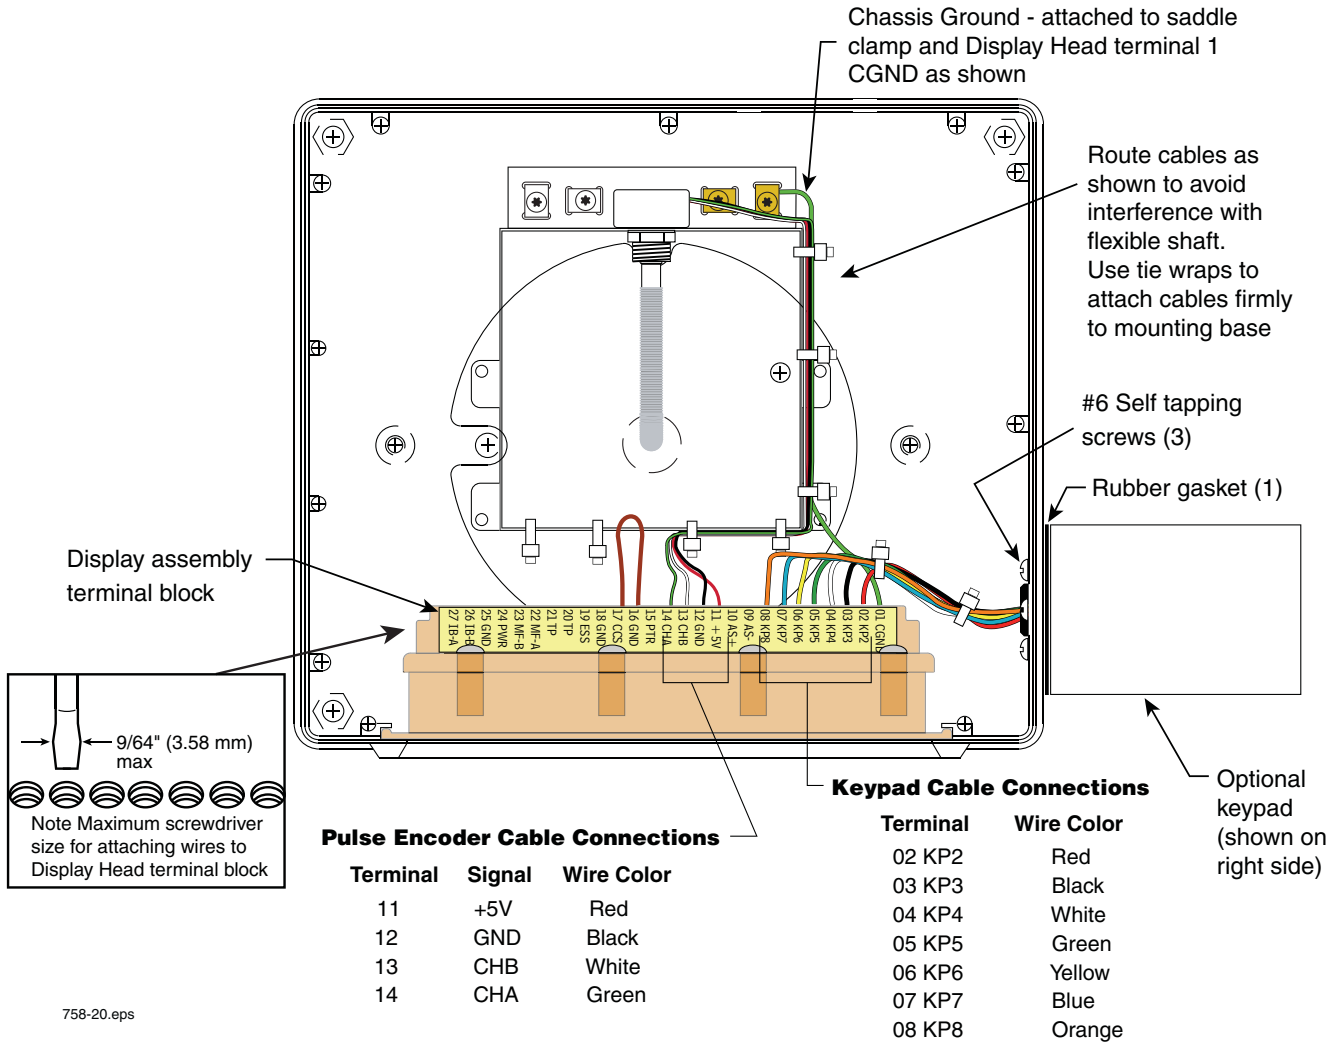 Chassis Ground - attached to saddle
clamp and Display Head terminal 1
CGND as shown
Route cables as
shown to avoid
interference with
flexible shaft.
Use tie wraps to
attach cables firmly
to mounting base
#6 Self tapping
screws (3)
Rubber gasket (1)
Display assembly
terminal block
27 IB-A
26 IB-B
25 GND
24 PWR
23 MF-B
22 MF-A
21 TP
20 TP
19 ESS
18 GND
17 CCS
16 GND
15 PTR
14 CHA
13 CHB
12 GND
11 +5V
10 AS+
09 AS-
08 KP8
07 KP7
06 KP6
05 KP5
04 KP4
03 KP3
02 KP2
01 CGND
9/64" (3.58 mm)
max
Note Maximum screwdriver
size for attaching wires to
Display Head terminal block
Optional
keypad
(shown on
right side)
Pulse Encoder Cable Connections
Terminal Signal Wire Color
11 +5V Red
12 GND Black
13 CHB White
14 CHA Green
Keypad Cable Connections
Terminal Wire Color
02 KP2 Red
03 KP3 Black
04 KP4 White
05 KP5 Green
06 KP6 Yellow
07 KP7 Blue
08 KP8 Orange
758-20.eps